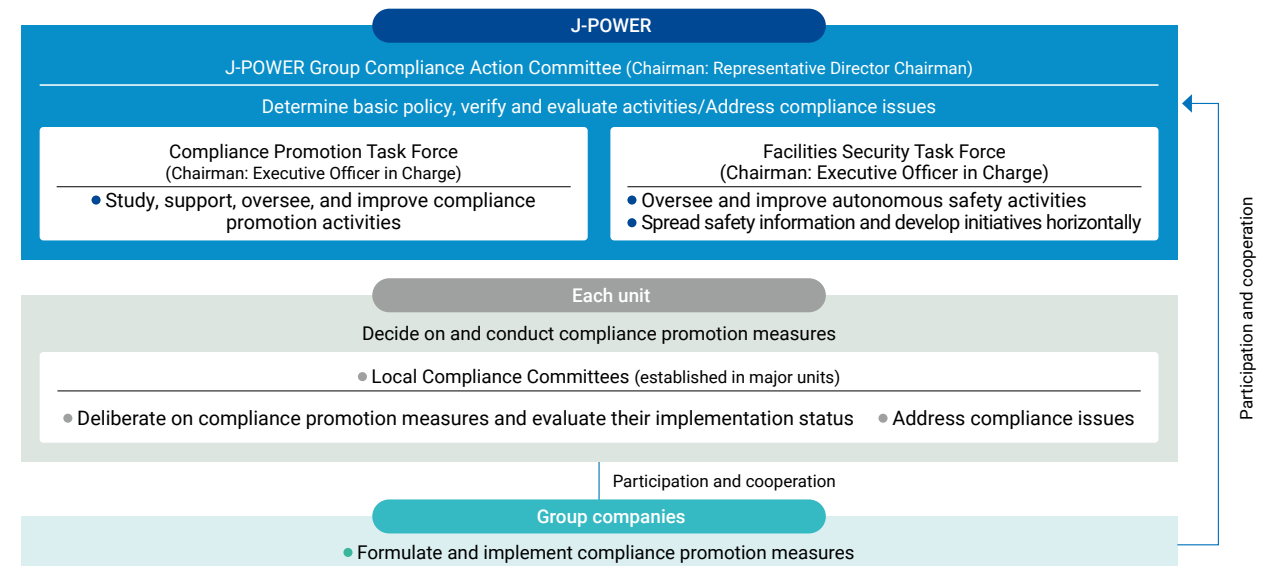 J-POWER
J-POWER Group Compliance Action Committee (Chairman: Representative Director Chairman)
Determine basic policy, verify and evaluate activities/Address compliance issues
Compliance Promotion Task Force
(Chairman: Executive Officer in Charge)
● Study, support, oversee, and improve compliance
promotion activities
Facilities Security Task Force
(Chairman: Executive Officer in Charge)
● Oversee and improve autonomous safety activities
● Spread safety information and develop initiatives horizontally
Each unit
Decide on and conduct compliance promotion measures
● Local Compliance Committees (established in major units)
● Deliberate on compliance promotion measures and evaluate their implementation status ● Address compliance issues
Participation and cooperation
Group companies
● Formulate and implement compliance promotion measures
Participation and cooperation